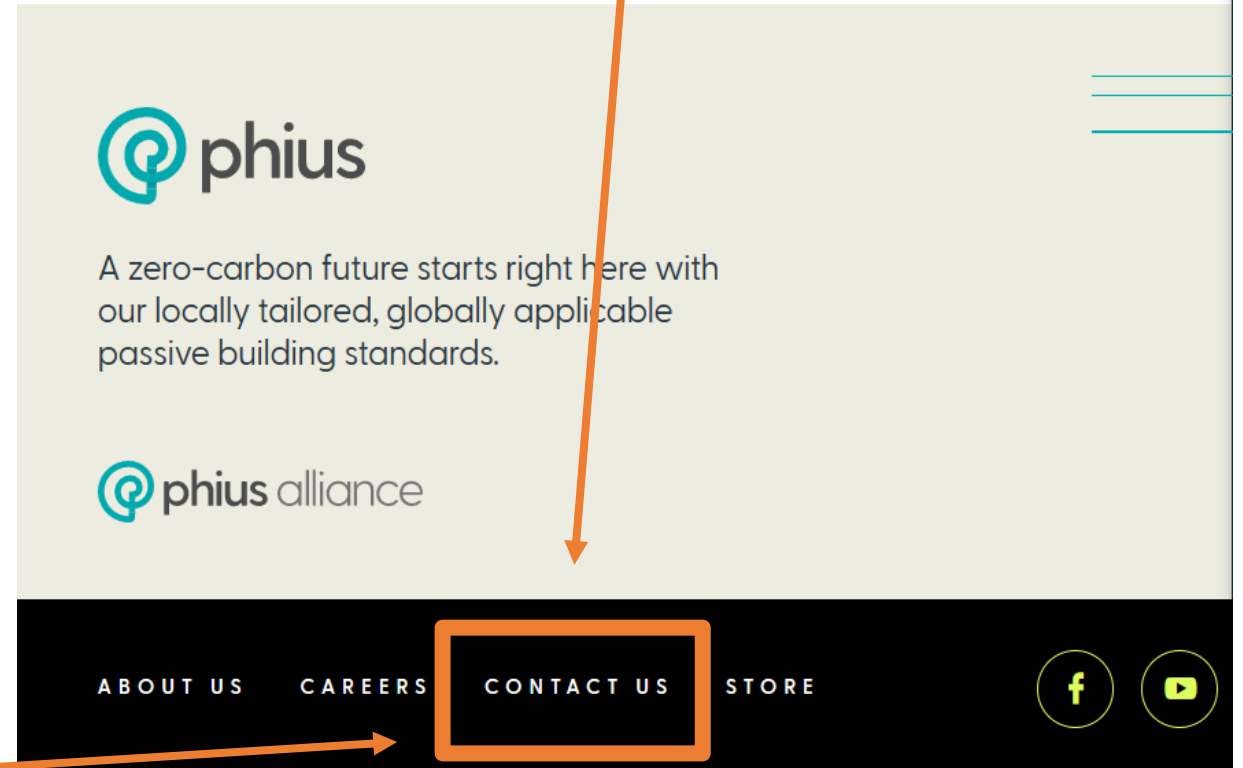 phius
A zero-carbon future starts right here with
our locally tailored, globally applicable
passive building standards.
phius alliance
ABOUT US CAREERS CONTACT US STORE